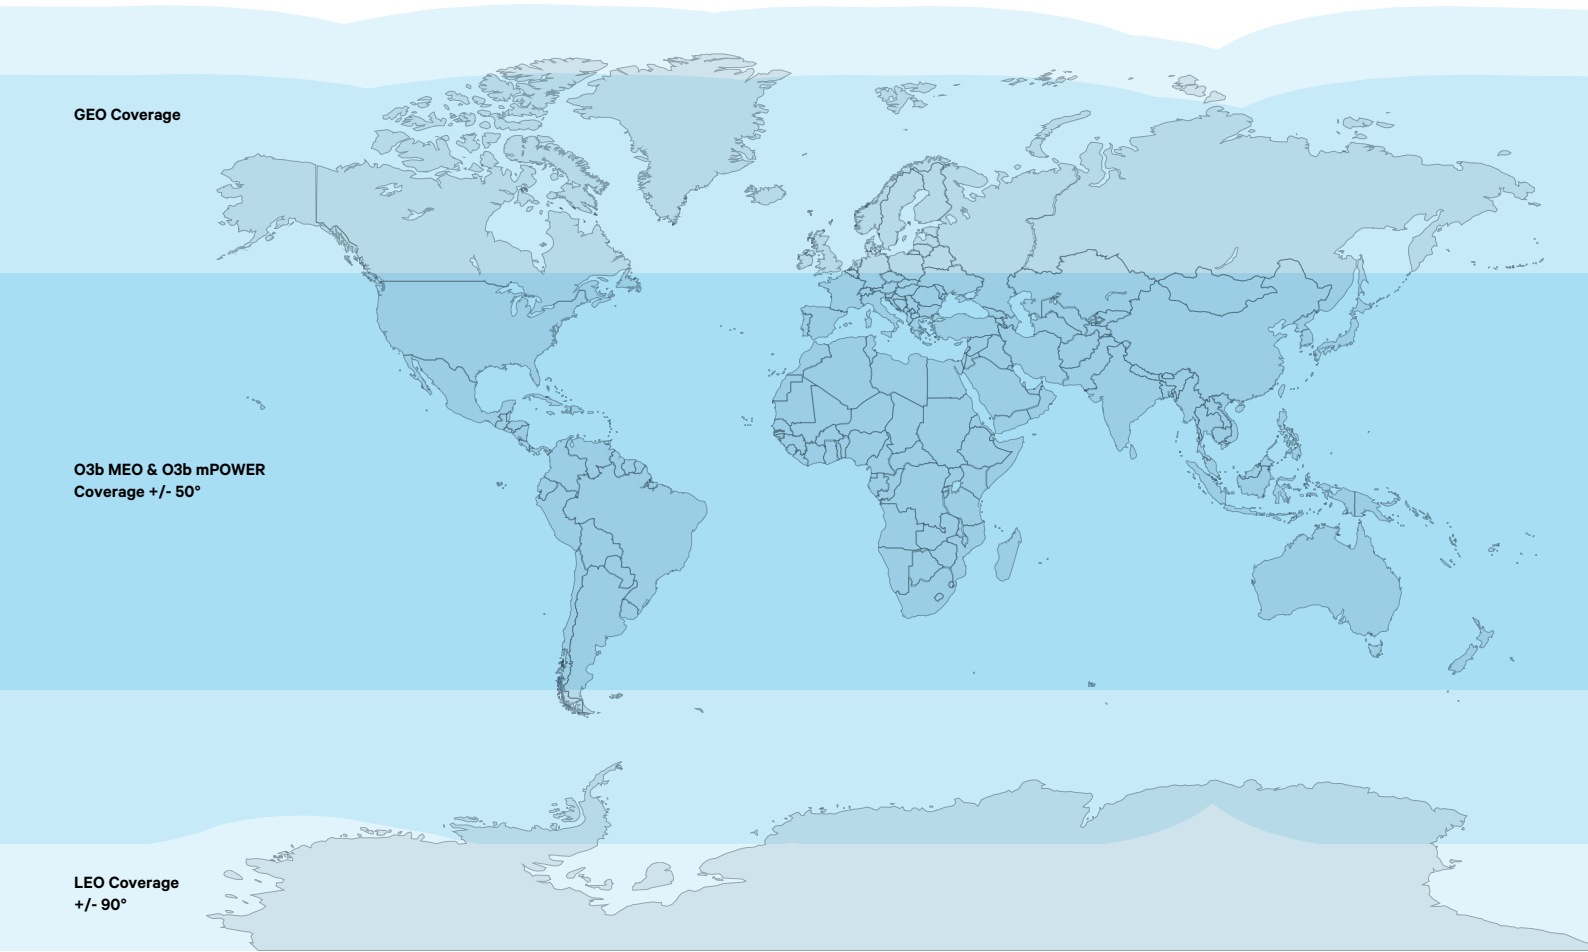 GEO Coverage
O3b MEO & O3b mPOWER
Coverage +/- 50°
LEO Coverage
+/- 90°